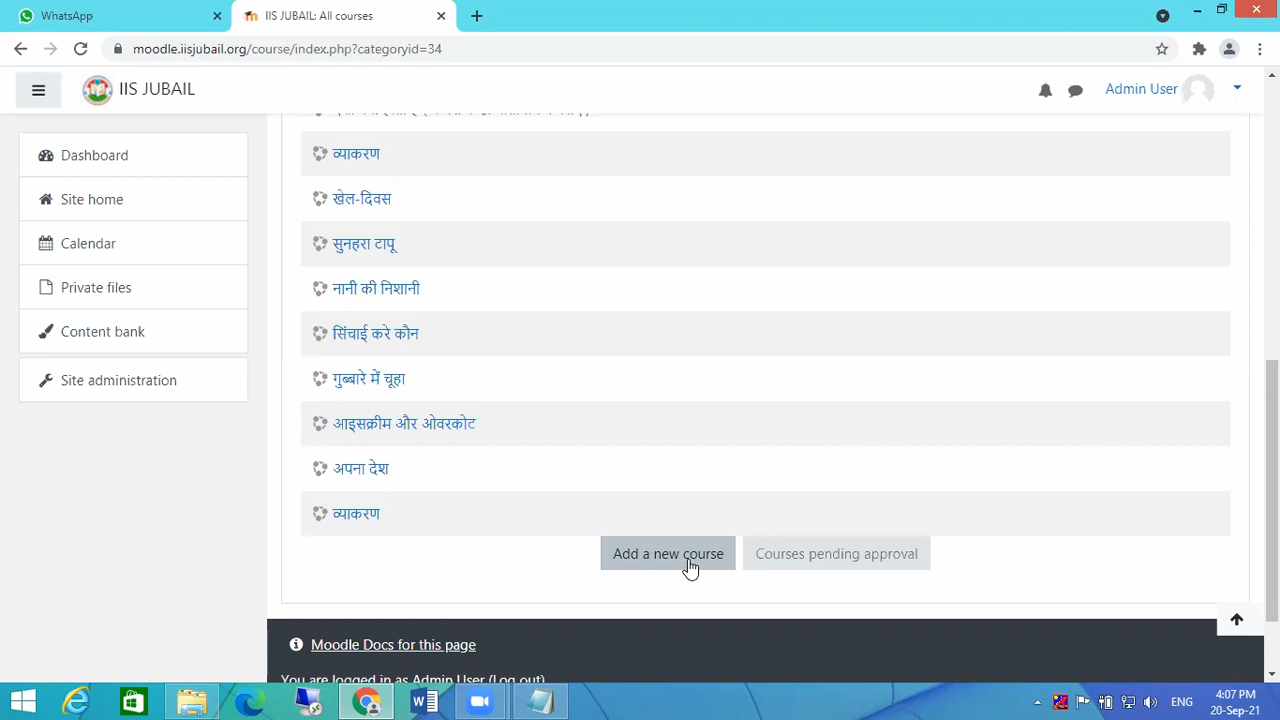 WhatsApp
IIS JUBAIL: All courses
moodle.iisjubail.org/course/index.php?categoryid=34
IIS JUBAIL
Admin User
Dashboard
Site home
Calendar
Private files
Content bank
Site administration
व्याकरण
खेल-दिवस
सुनहरा टापू
नानी की निशानी
सिंचाई करे कौन
गुब्बारे में चूहा
आइसक्रीम और ओवरकोट
अपना देश
व्याकरण
Add a new course
Courses pending approval
Moodle Docs for this page
You are logged in as Admin User (Log out)
ENG
4:07 PM
20-Sep-21